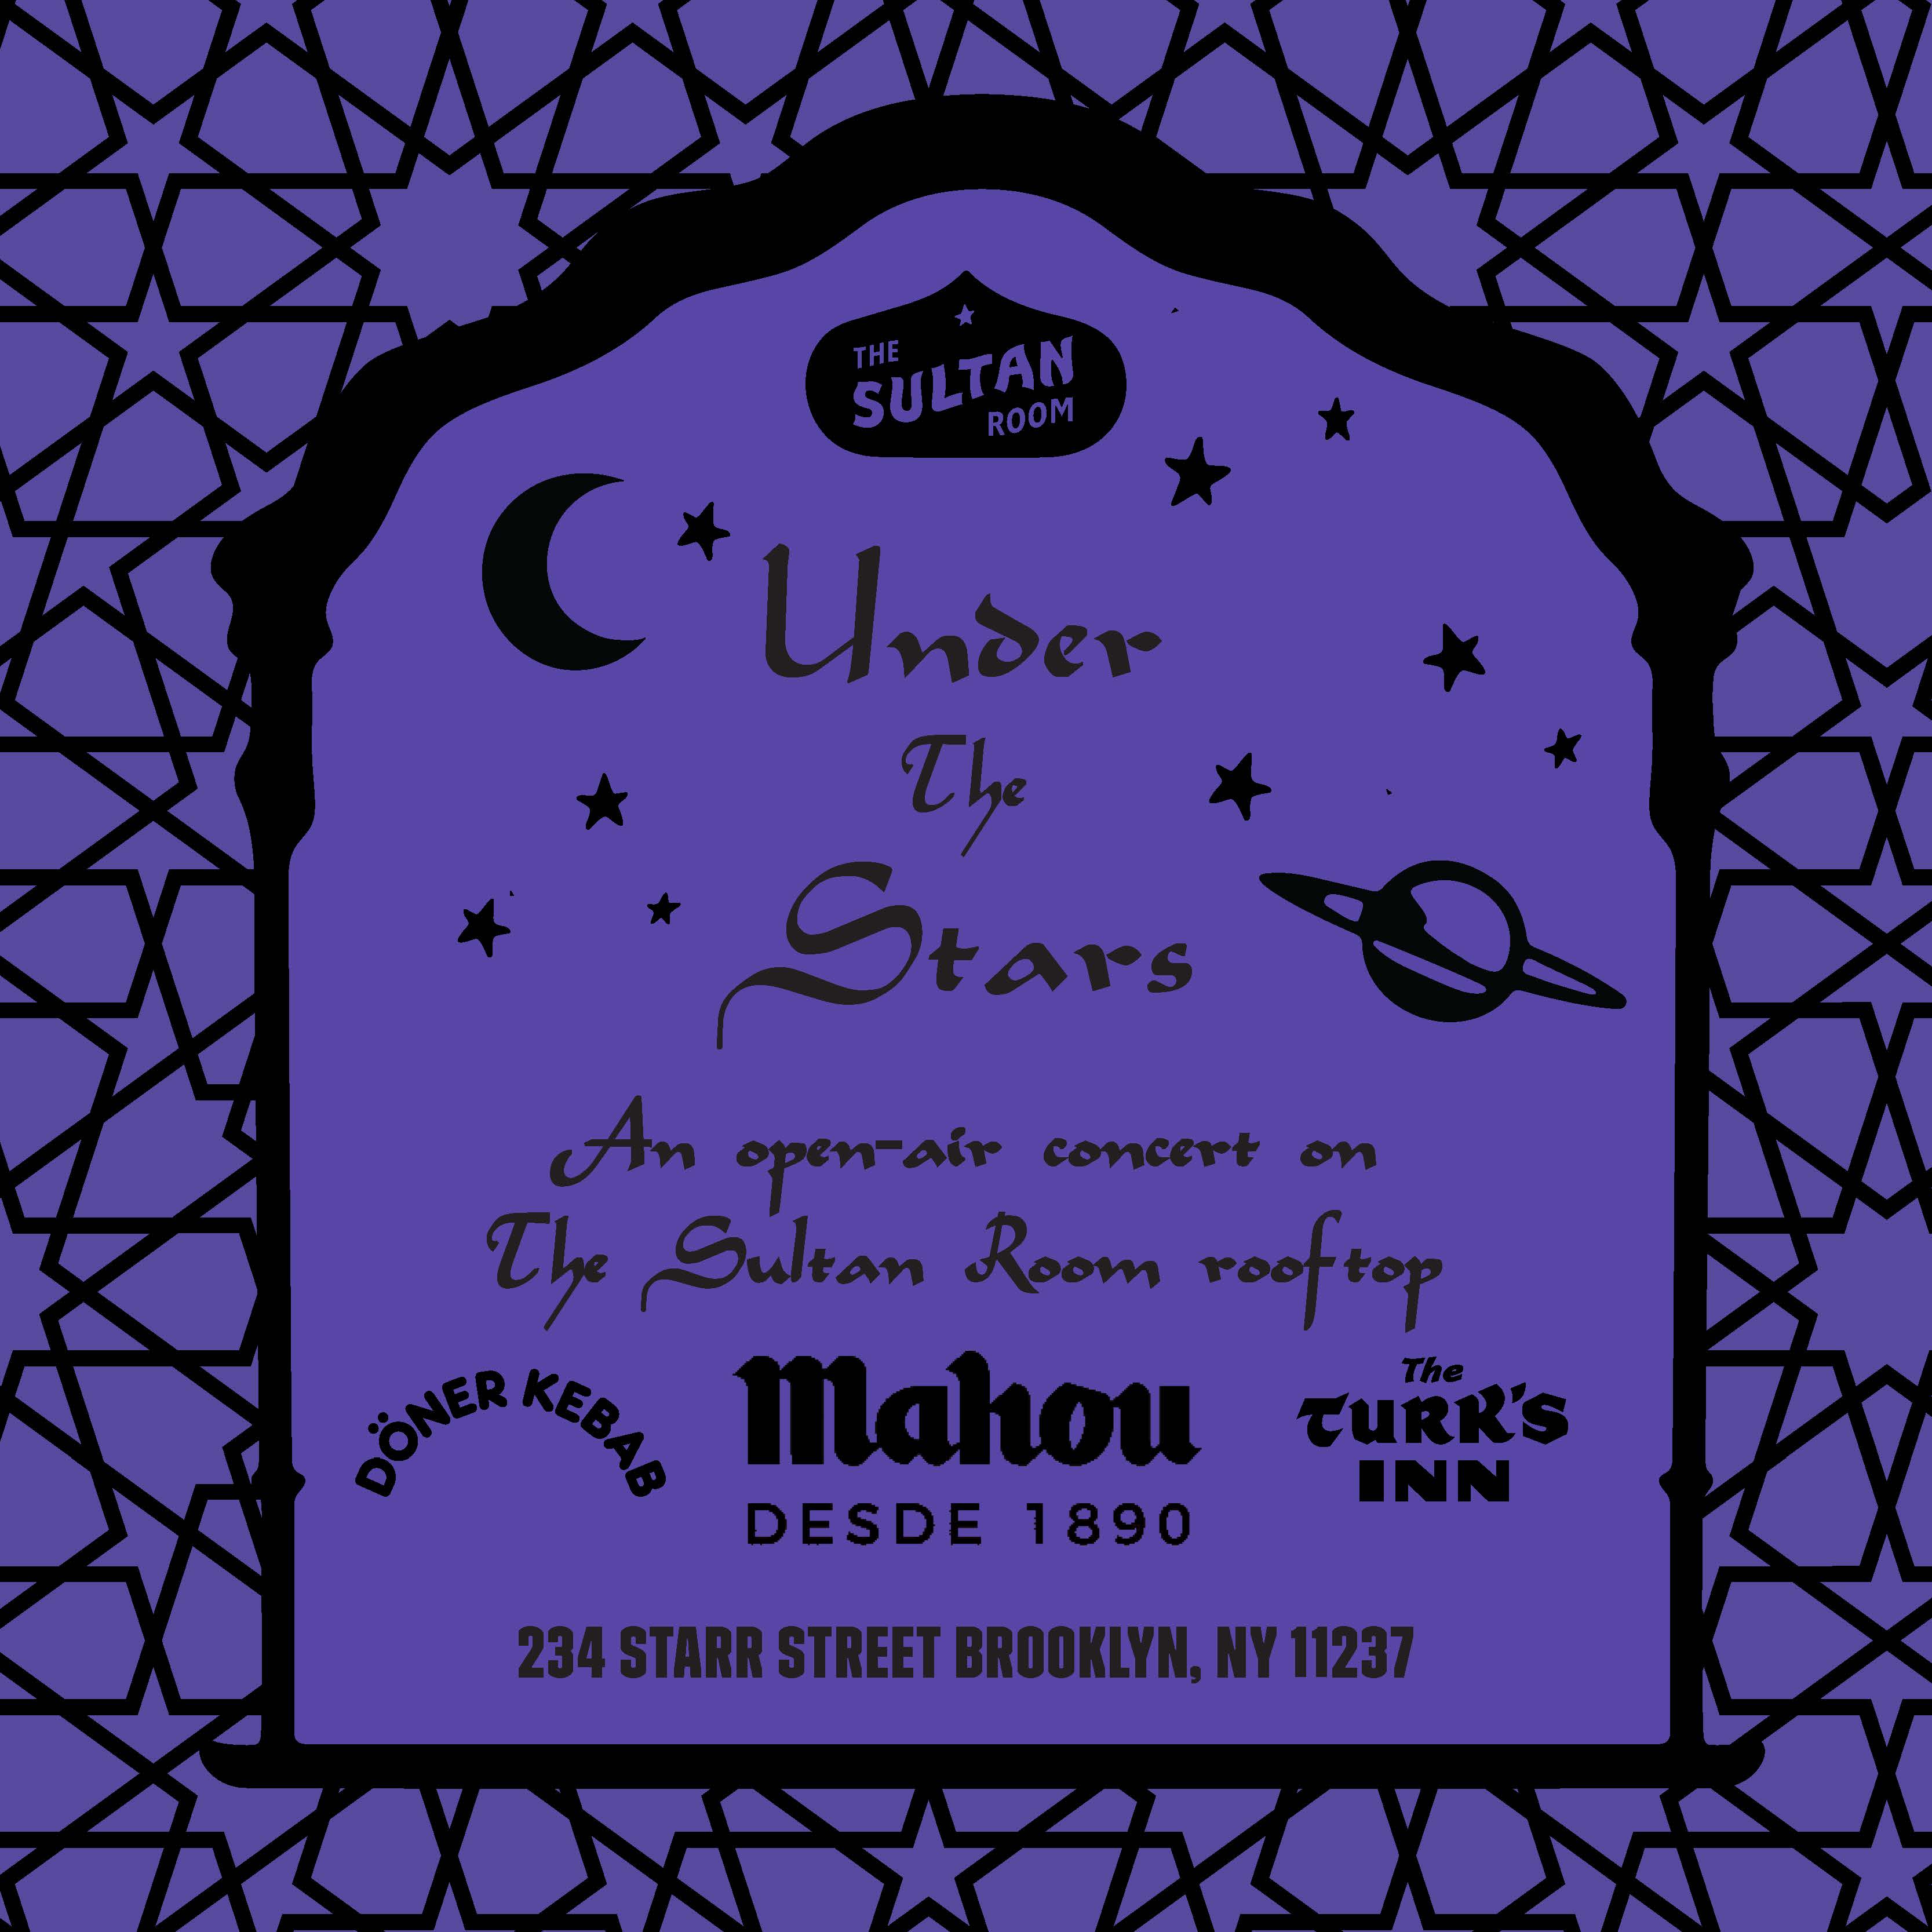 THE
SULTAN
ROOM
Under
The
Stars
An open-air concert on
The Sultan Room rooftop
DÖNER KEBAB
Mahou
DESDE 1890
The
TURK'S
INN
234 STARR STREET BROOKLYN, NY 11237